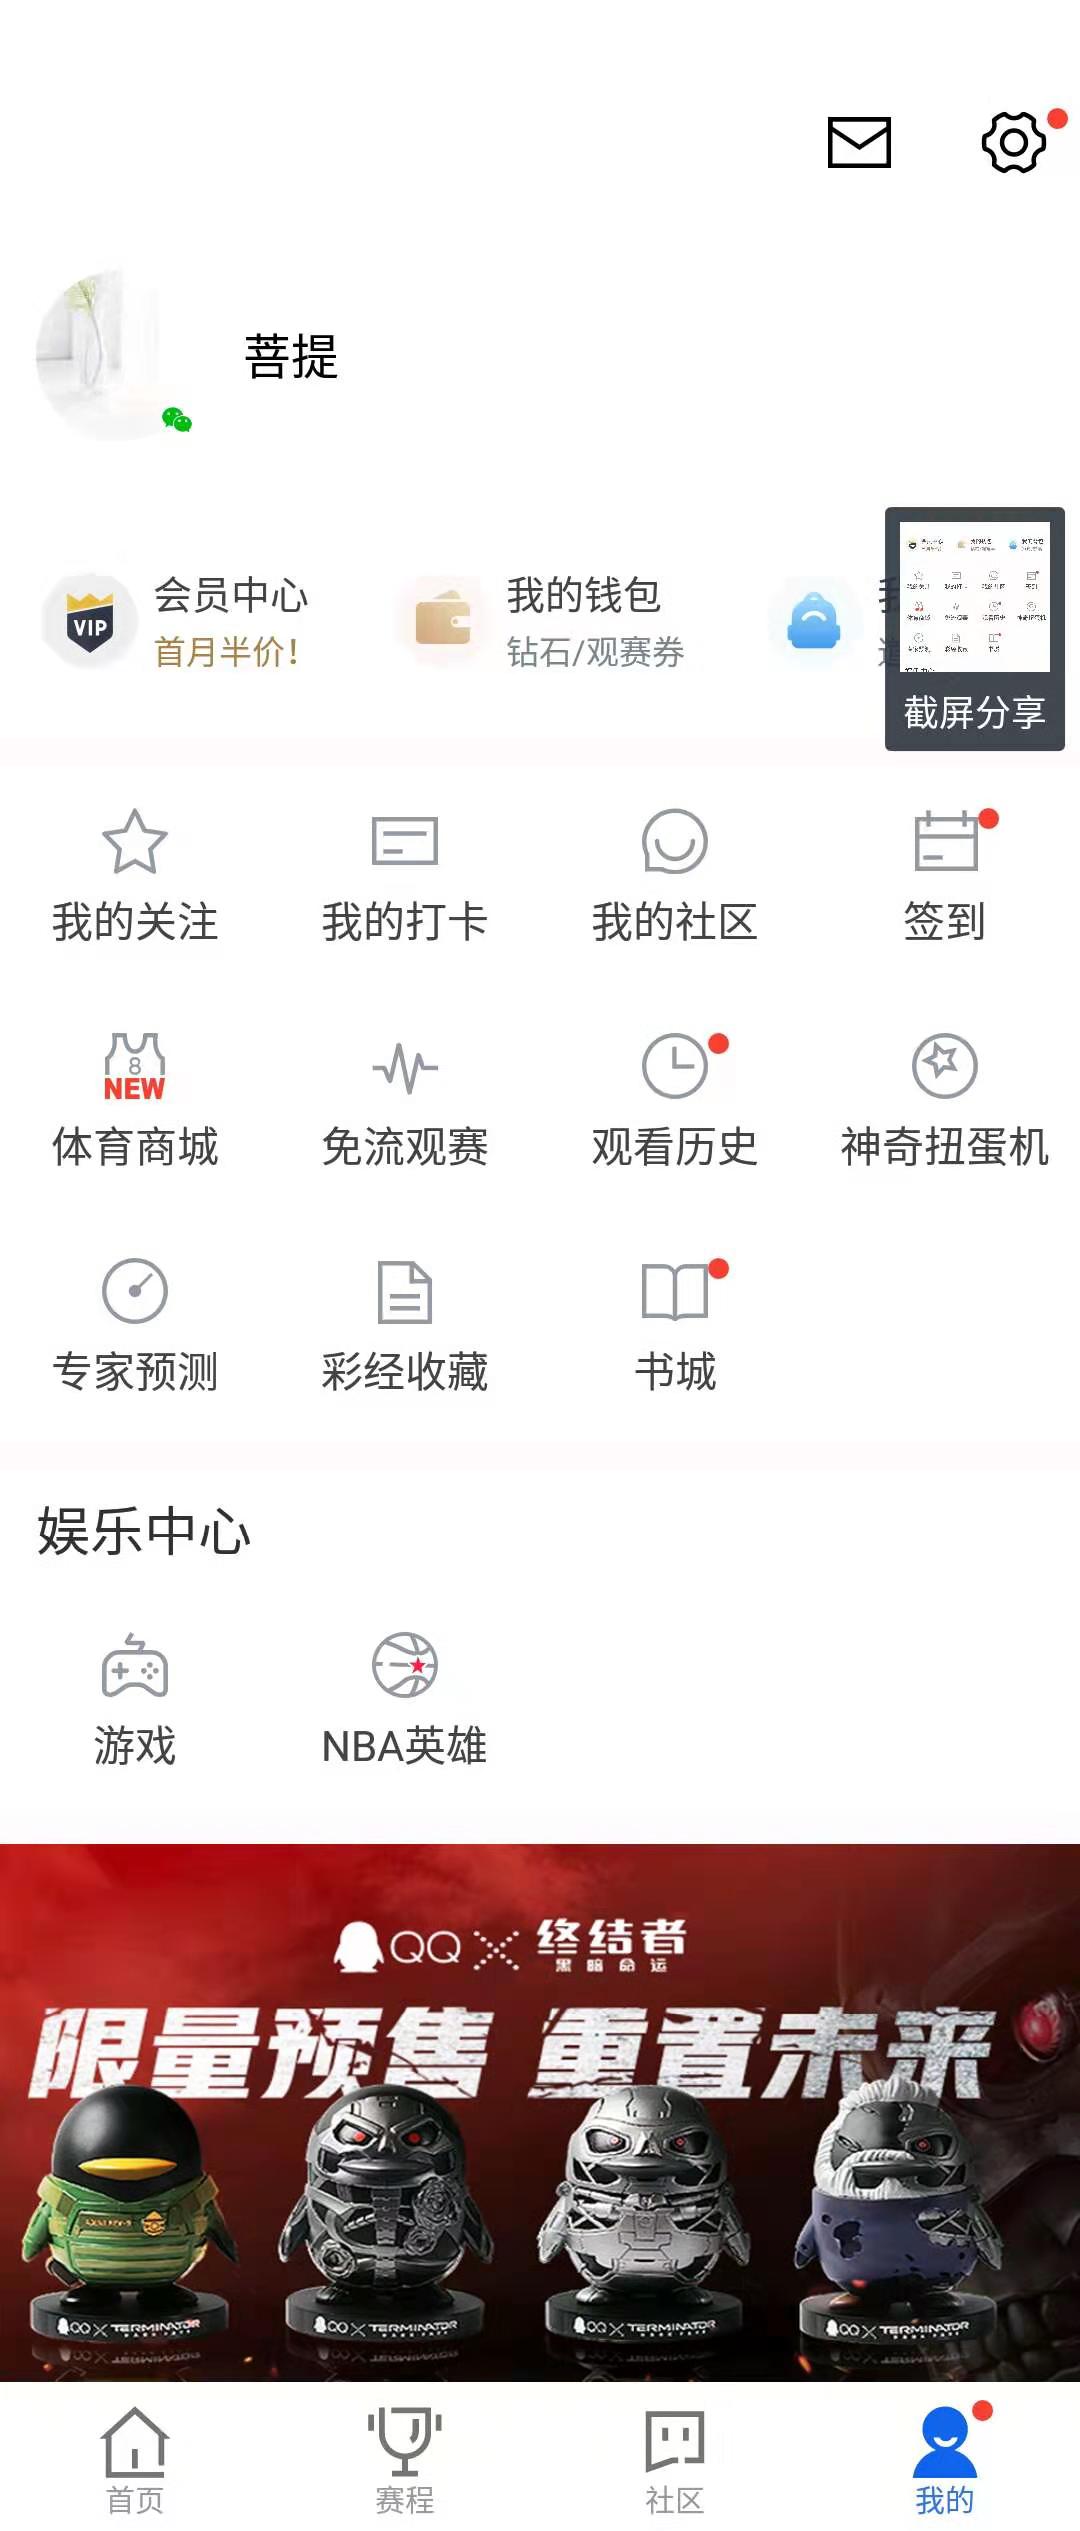 菩提
VIP
会员中心
首月半价！
我的钱包
钻石/观赛券
截屏分享
我的关注
我的打卡
我的社区
签到
8
NEW
体育商城
免流观赛
观看历史
神奇扭蛋机
专家预测
彩经收藏
书城
娱乐中心
游戏
NBA英雄
QQ × 终结者
黑暗命运
限量预售 重置未来
QQ × TERMINATOR
QQ × TERMINATOR
QQ × TERMINATOR
QQ × TERMINATOR
首页
赛程
社区
我的